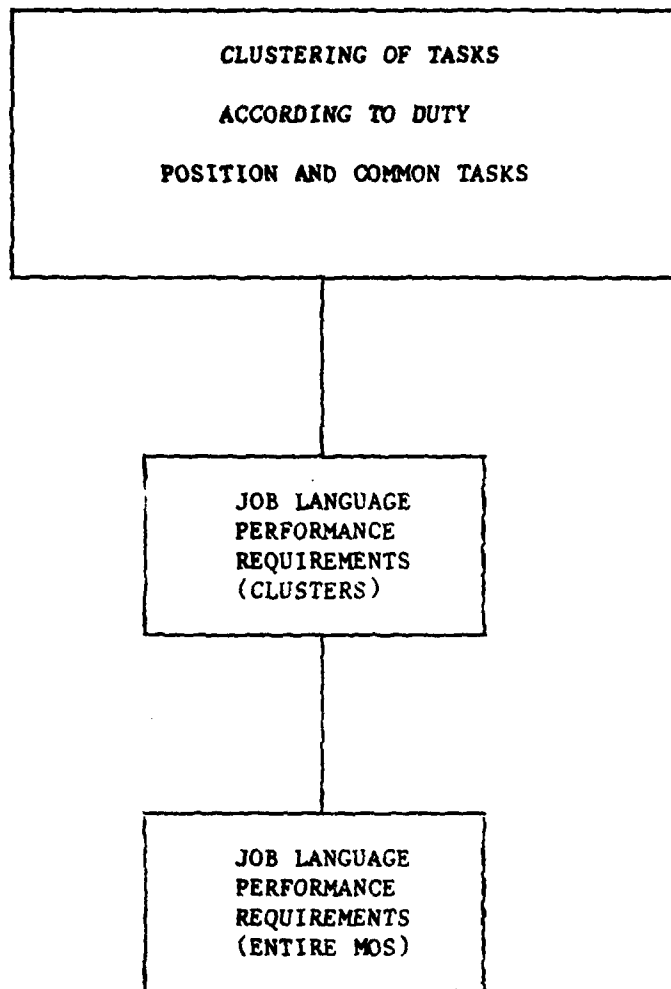 CLUSTERING OF TASKS
ACCORDING TO DUTY
POSITION AND COMMON TASKS
JOB LANGUAGE
PERFORMANCE
REQUIREMENTS
(CLUSTERS)
JOB LANGUAGE
PERFORMANCE
REQUIREMENTS
(ENTIRE MOS)